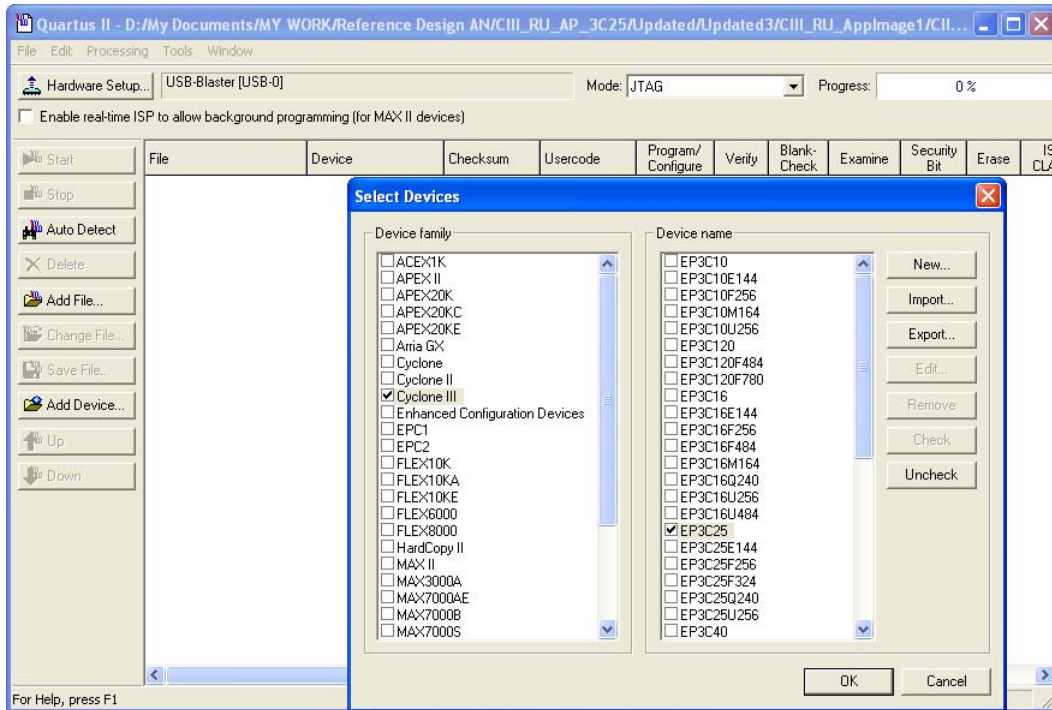 Quartus II - D:/My Documents/MY WORK/Reference Design AN/CIII_RU_AP_3C25/Updated/Updated3/CIII_RU_AppImage1/CII...
File Edit Processing Tools Window
Hardware Setup... USB-Blaster [USB-0] Mode: JTAG Progress: 0 %
Enable real-time ISP to allow background programming (for MAX II devices)
Start
Stop
Auto Detect
Delete
Add File...
Change File...
Save File...
Add Device...
Up
Down
File Device Checksum Usercode Program/ Configure Verify Blank- Check Examine Security Bit Erase IS CLA
Select Devices
Device family
ACEX1K
APEX II
APEX20K
APEX20KC
APEX20KE
Arria GX
Cyclone
Cyclone II
Cyclone III
Enhanced Configuration Devices
EPC1
EPC2
FLEX10K
FLEX10KA
FLEX10KE
FLEX6000
FLEX8000
HardCopy II
MAX II
MAX3000A
MAX7000AE
MAX7000B
MAX7000S
Device name
EP3C10
EP3C10E144
EP3C10F256
EP3C10M164
EP3C10U256
EP3C120
EP3C120F484
EP3C120F780
EP3C16
EP3C16E144
EP3C16F256
EP3C16F484
EP3C16M164
EP3C16Q240
EP3C16U256
EP3C16U484
EP3C25
EP3C25E144
EP3C25F256
EP3C25F324
EP3C25Q240
EP3C25U256
EP3C40
New...
Import...
Export...
Edit...
Remove
Check
Uncheck
OK Cancel
For Help, press F1